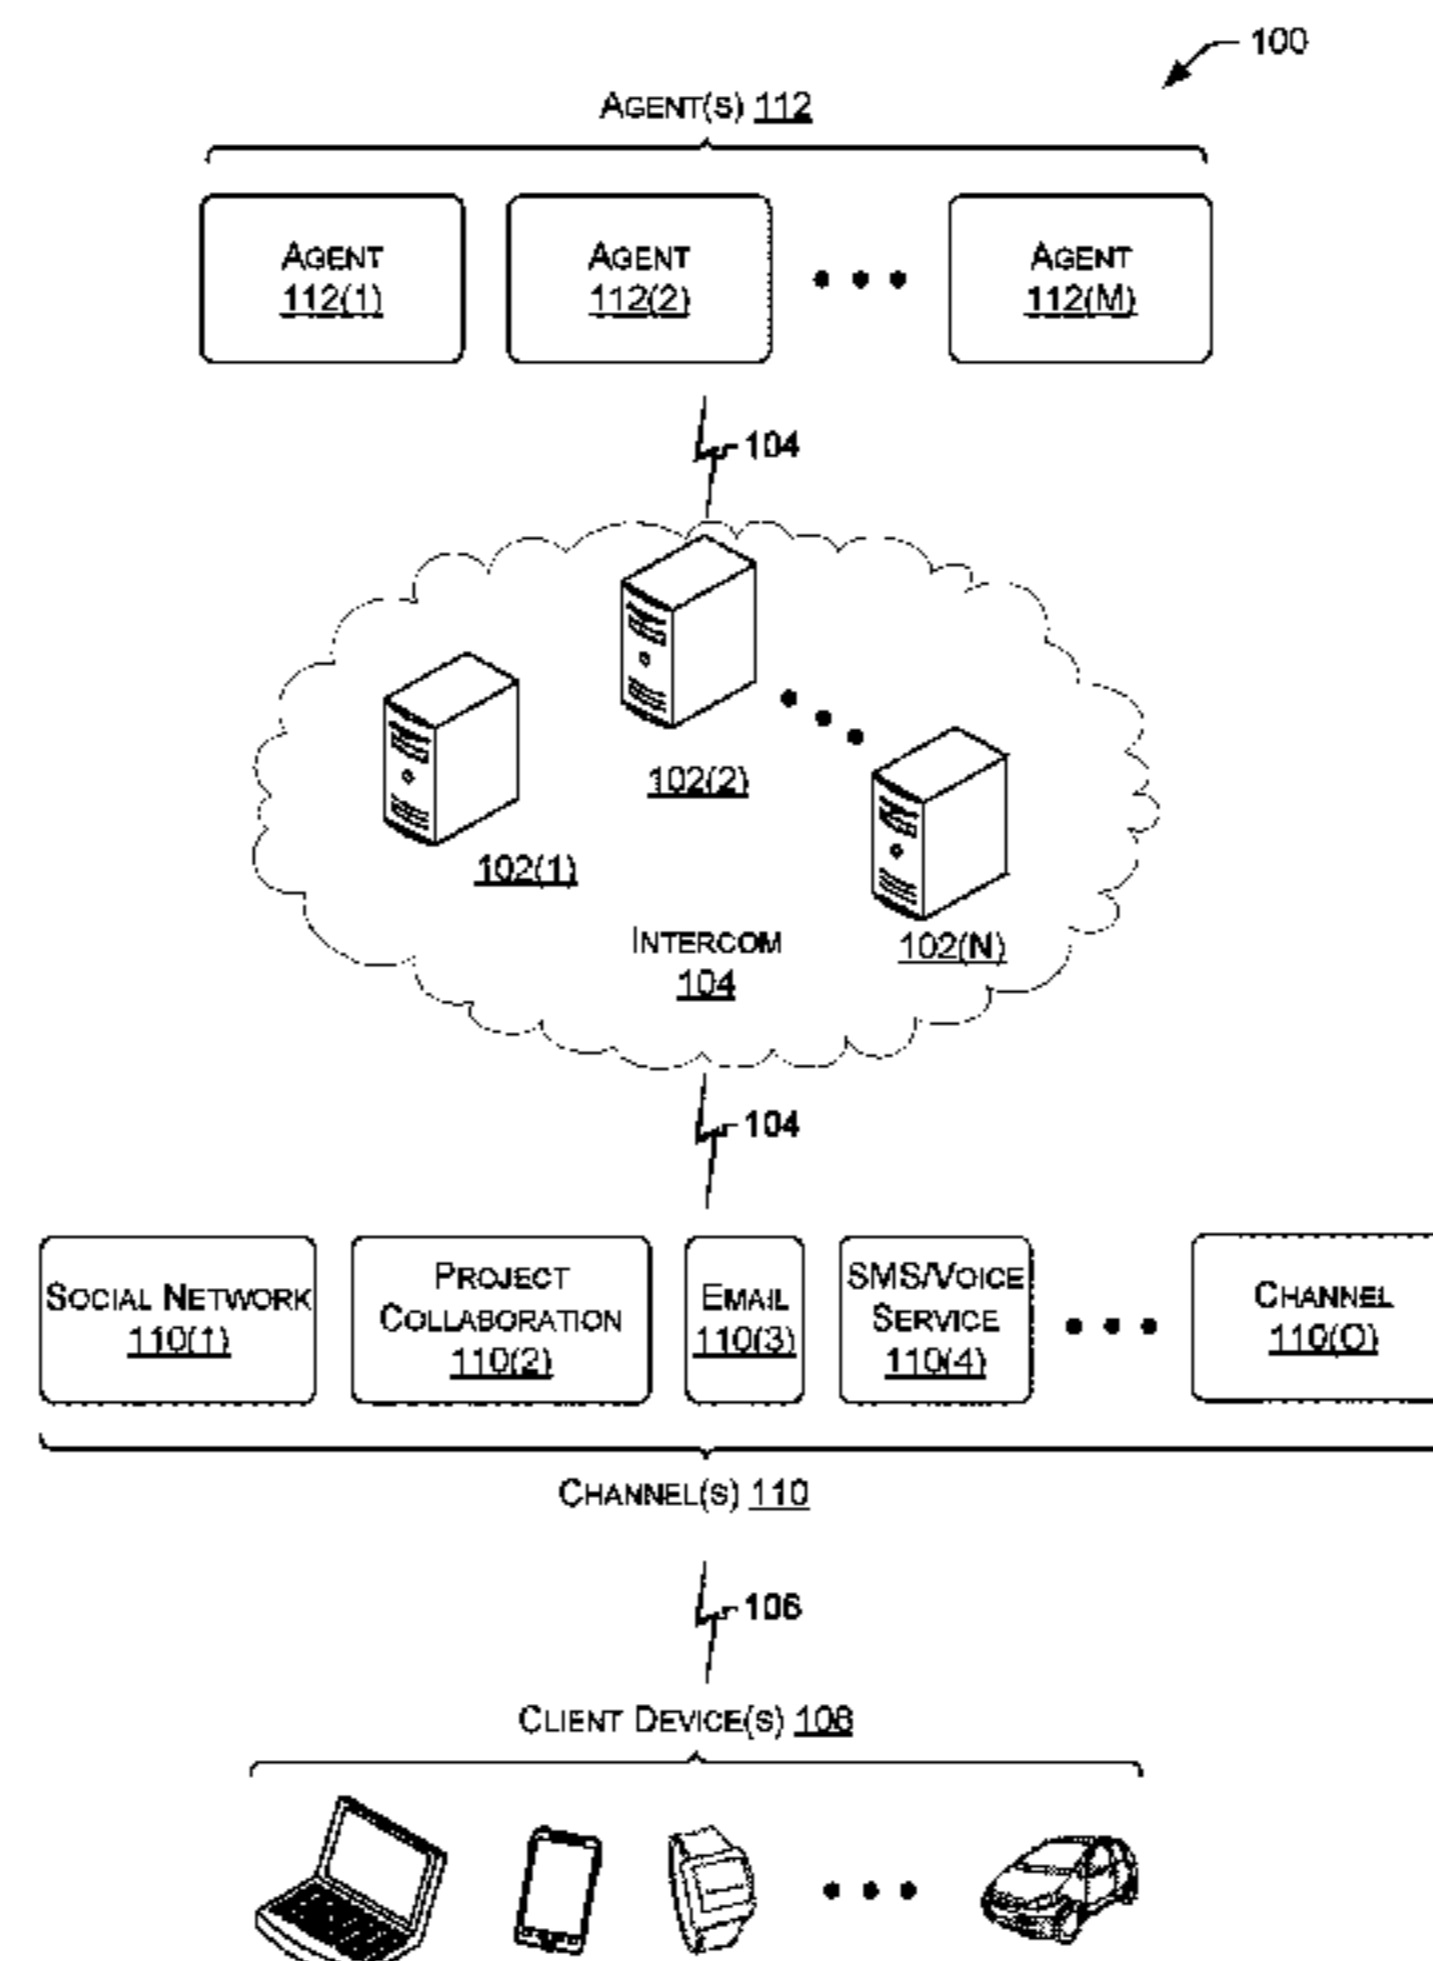 100
AGENT(S) 112
AGENT
112(1)
AGENT
112(2)
AGENT
112(M)
104
102(2)
102(1)
102(N)
INTERCOM
104
104
SOCIAL NETWORK
110(1)
PROJECT
COLLABORATION
110(2)
EMAIL
110(3)
SMS/VOICE
SERVICE
110(4)
CHANNEL
110(O)
CHANNEL(S) 110
106
CLIENT DEVICE(S) 108